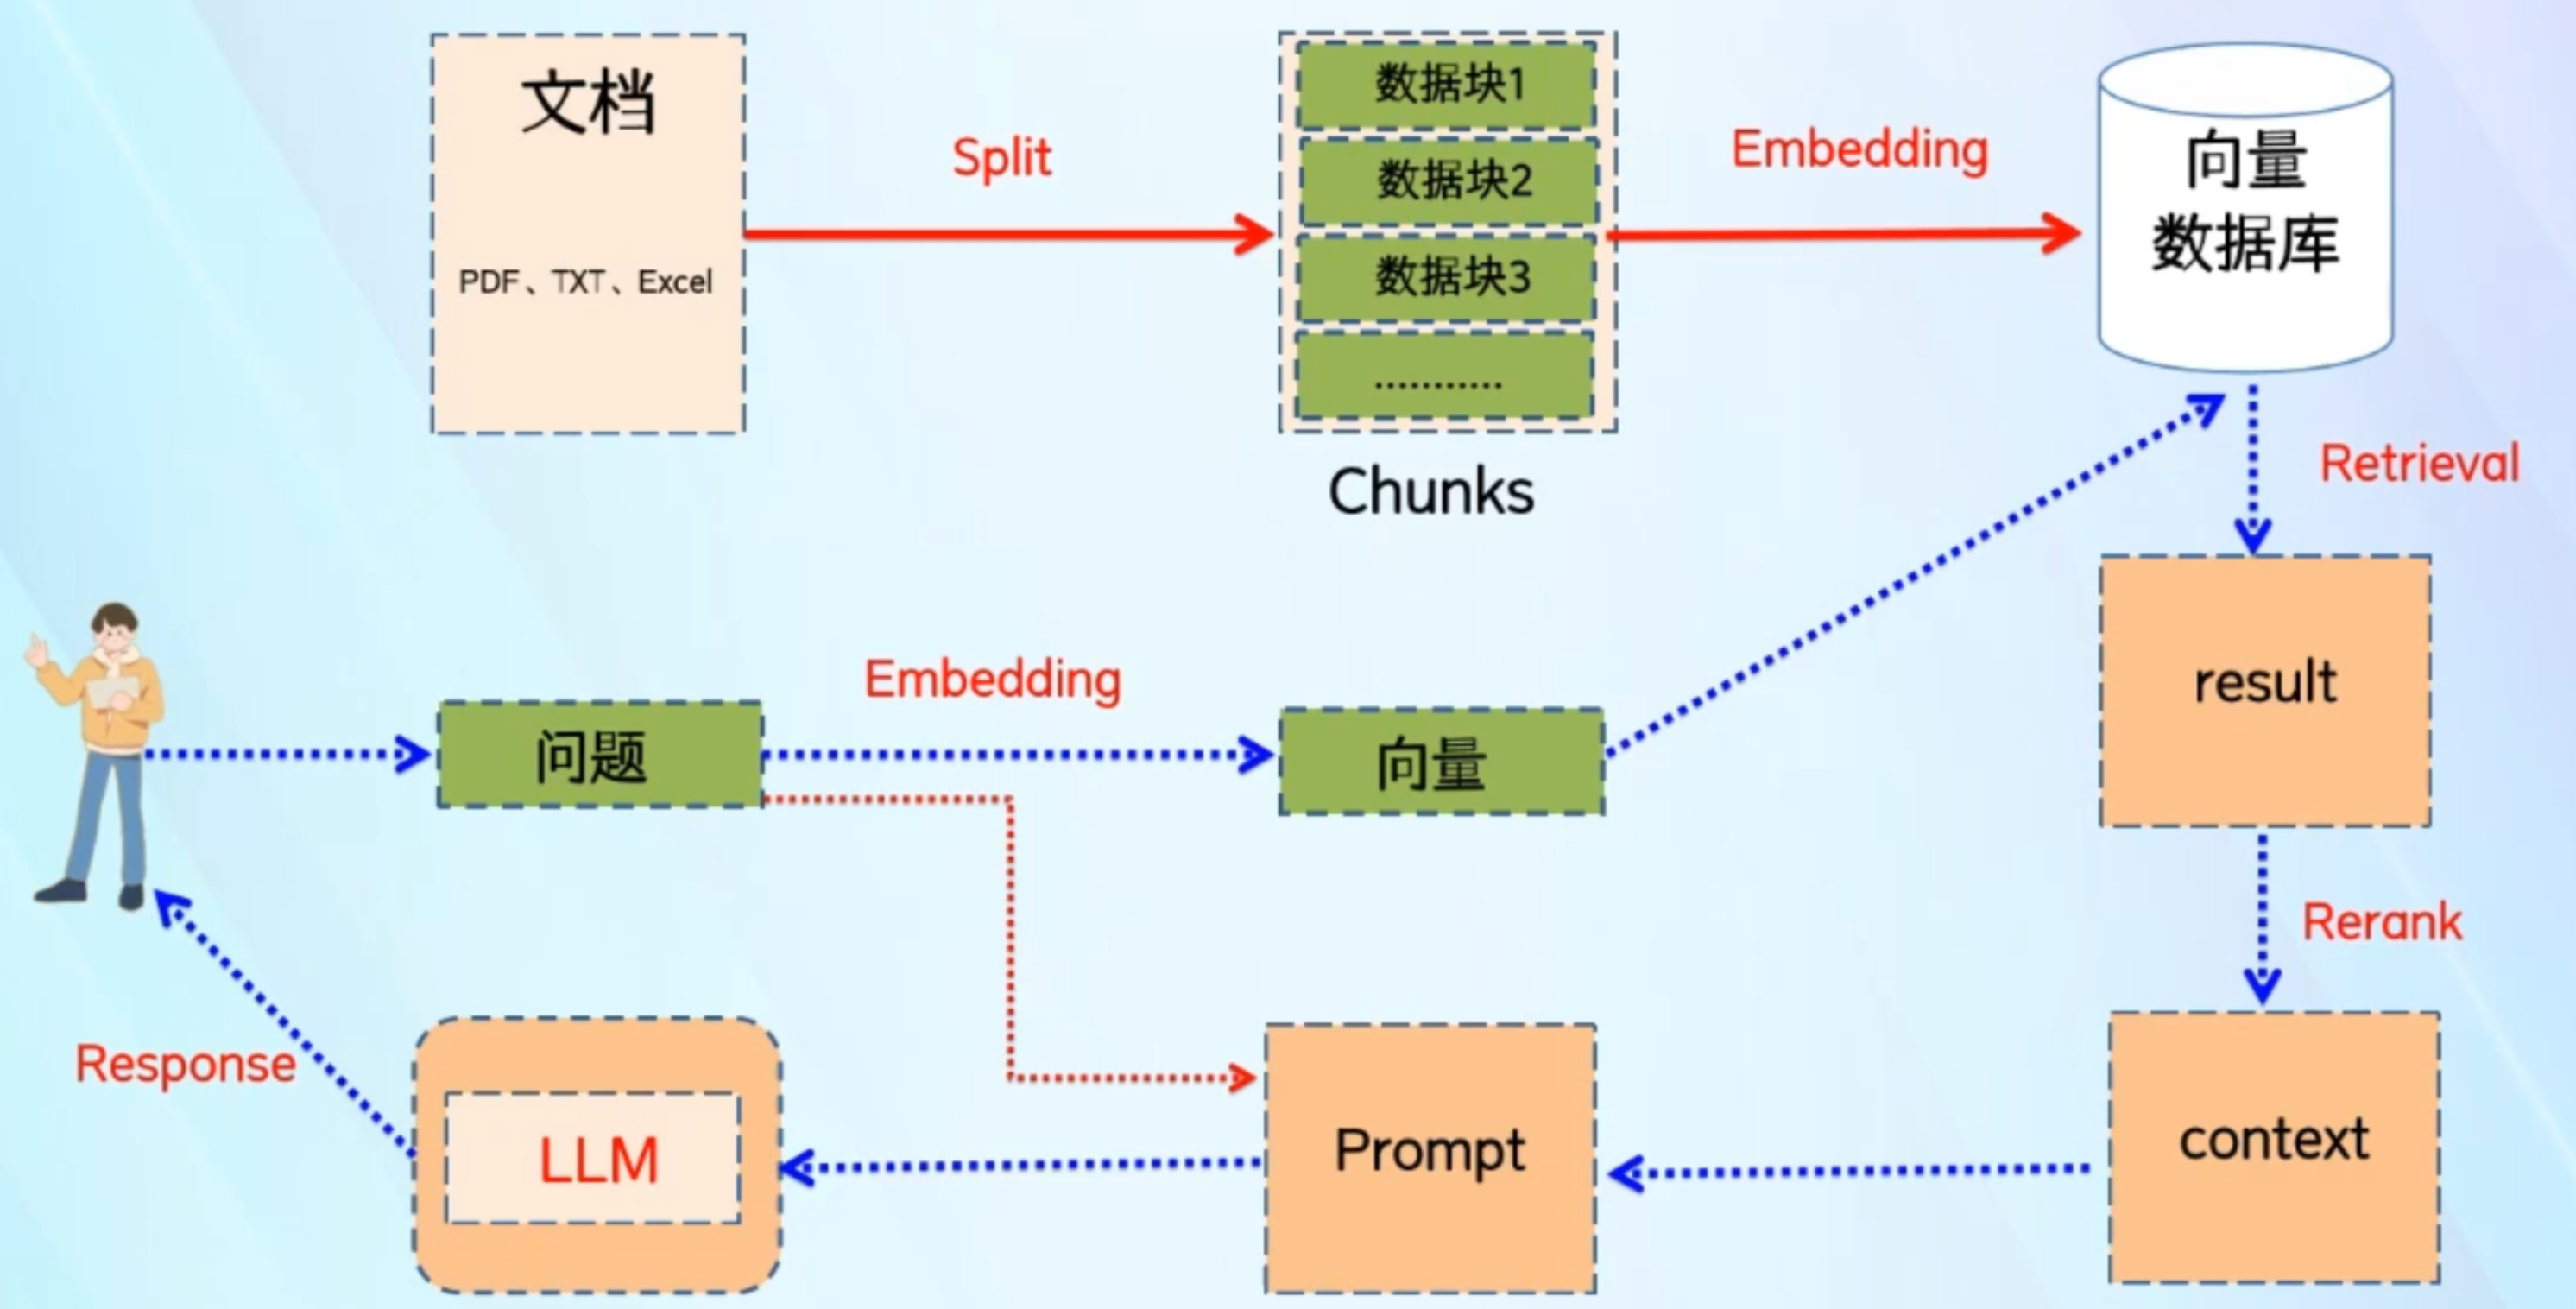 文档
PDF、TXT、Excel
Split
数据块1
数据块2
数据块3
...........
Chunks
Embedding
向量
数据库
Retrieval
result
Rerank
context
问题
Embedding
向量
Prompt
LLM
Response